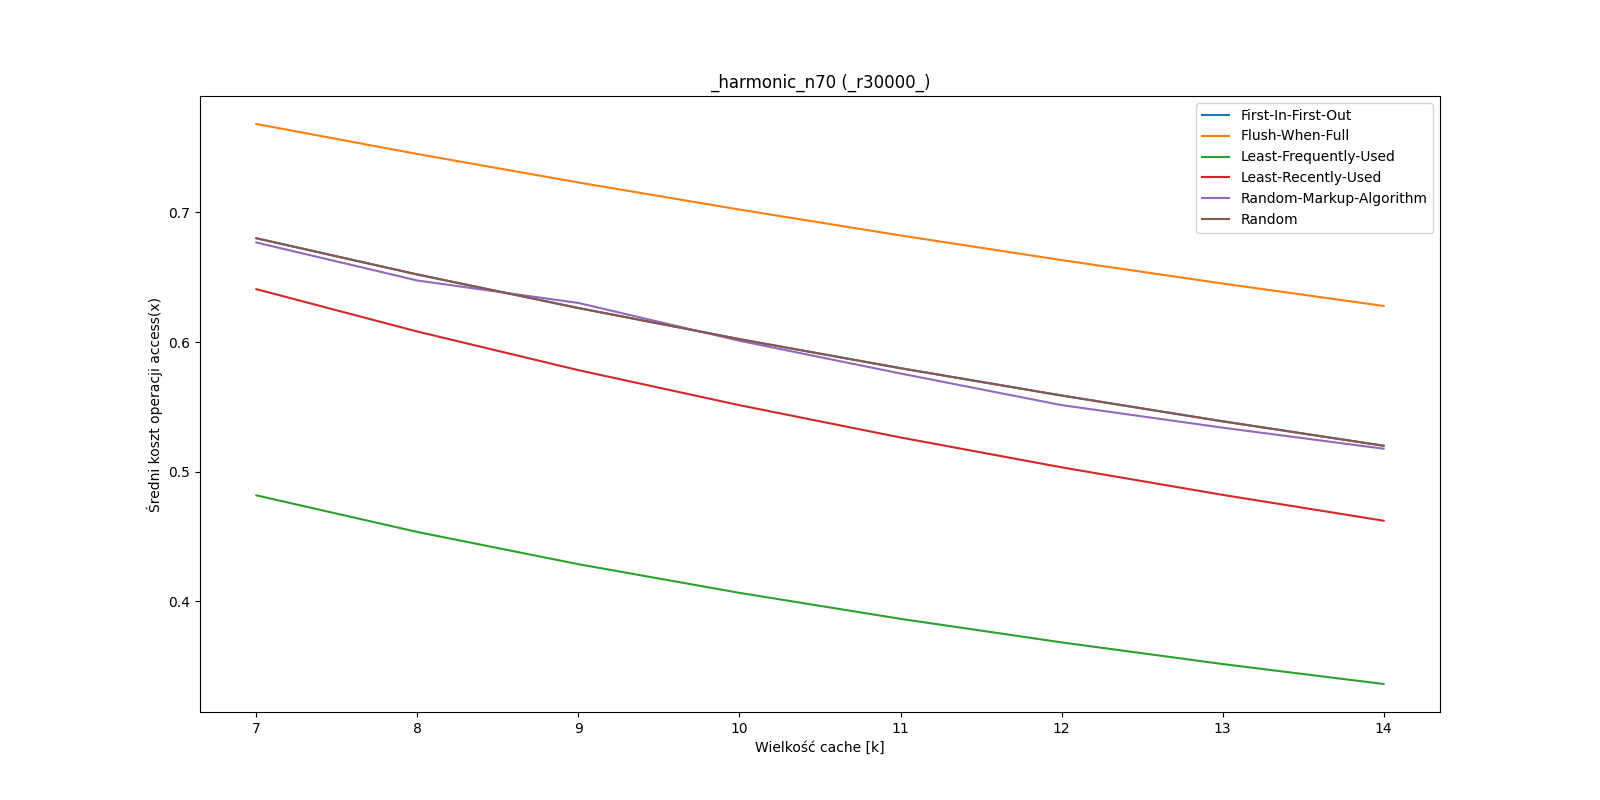 _harmonic_n70 (_r30000_)
First-In-First-Out
Flush-When-Full
Least-Frequently-Used
Least-Recently-Used
Random-Markup-Algorithm
Random
Średni koszt operacji access(x)
0.7
0.6
0.5
0.4
7 8 9 10 11 12 13 14
Wielkość cache [k]